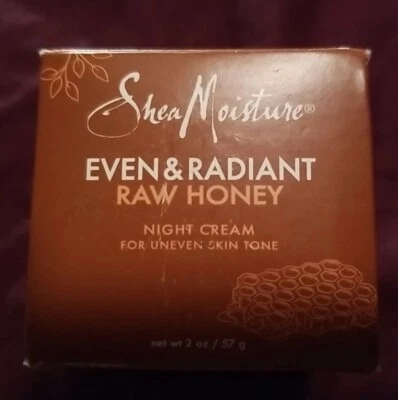 SheaMoisture®
EVEN & RADIANT
RAW HONEY
NIGHT CREAM
FOR UNEVEN SKIN TONE
net wt 2 oz / 57 g